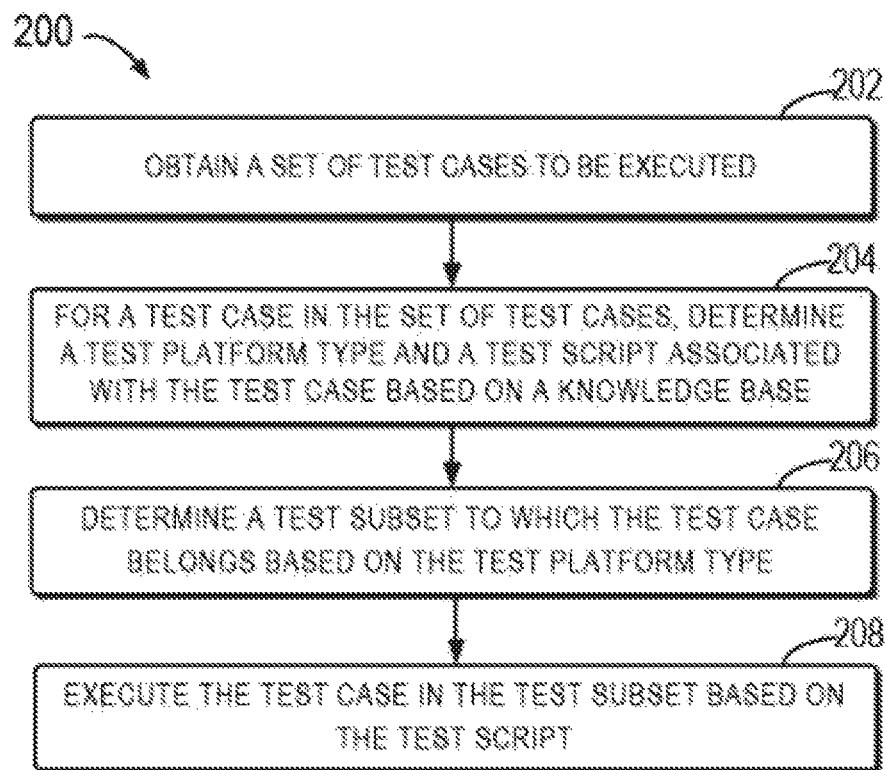 200
202
OBTAIN A SET OF TEST CASES TO BE EXECUTED
204
FOR A TEST CASE IN THE SET OF TEST CASES, DETERMINE
A TEST PLATFORM TYPE AND A TEST SCRIPT ASSOCIATED
WITH THE TEST CASE BASED ON A KNOWLEDGE BASE
206
DETERMINE A TEST SUBSET TO WHICH THE TEST CASE
BELONGS BASED ON THE TEST PLATFORM TYPE
208
EXECUTE THE TEST CASE IN THE TEST SUBSET BASED ON
THE TEST SCRIPT